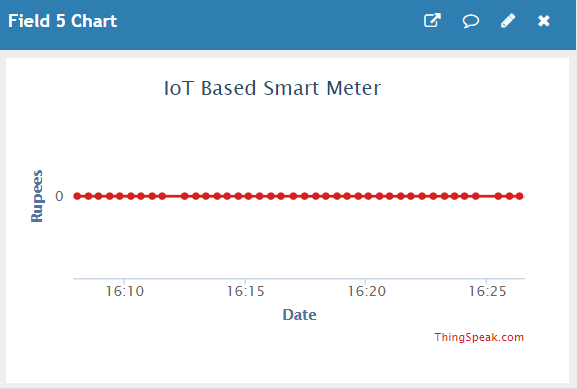 Field 5 Chart
IoT Based Smart Meter
Rupees
0
16:10 16:15 16:20 16:25
Date
ThingSpeak.com